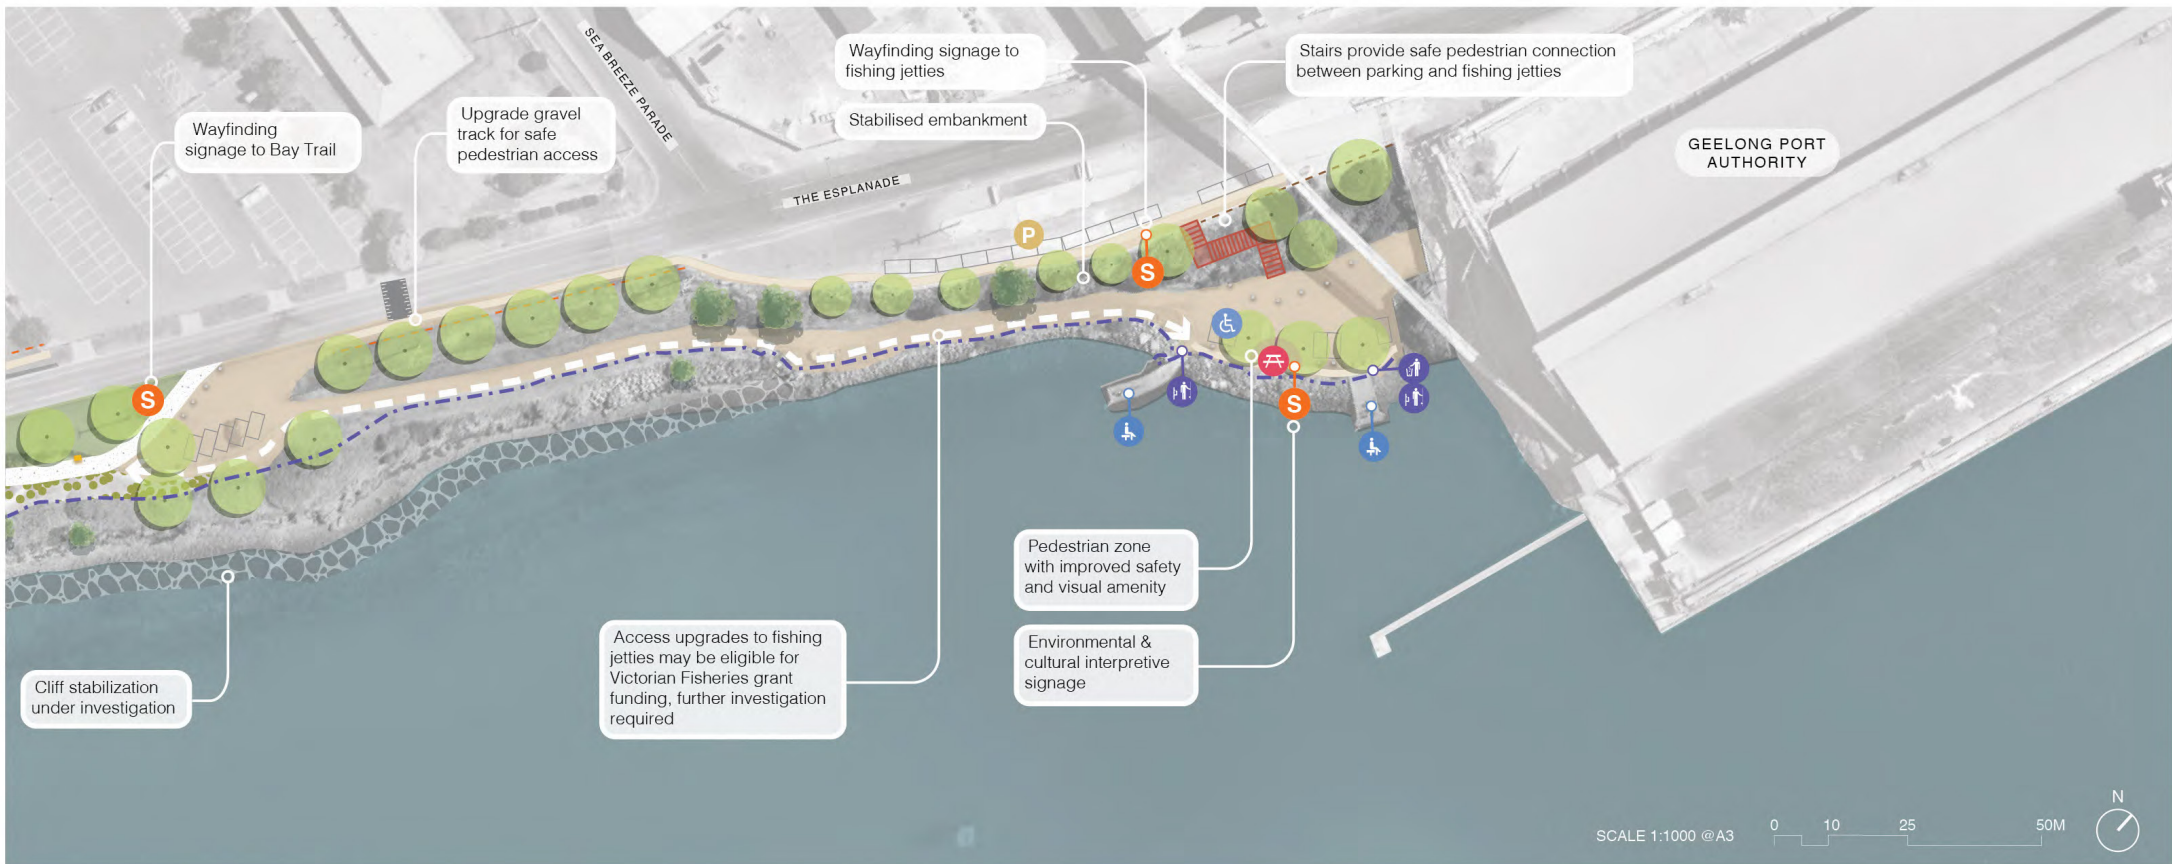 SEA BREEZE PARADE
Wayfinding signage to
fishing jetties
Stairs provide safe pedestrian connection
between parking and fishing jetties
Upgrade gravel
track for safe
pedestrian access
Wayfinding
signage to Bay Trail
Stabilised embankment
GEELONG PORT
AUTHORITY
THE ESPLANADE
P
S
S
S
Pedestrian zone
with improved safety
and visual amenity
Access upgrades to fishing
jetties may be eligible for
Victorian Fisheries grant
funding, further investigation
required
Environmental &
cultural interpretive
signage
Cliff stabilization
under investigation
SCALE 1:1000 @A3
0 10 25 50M
N